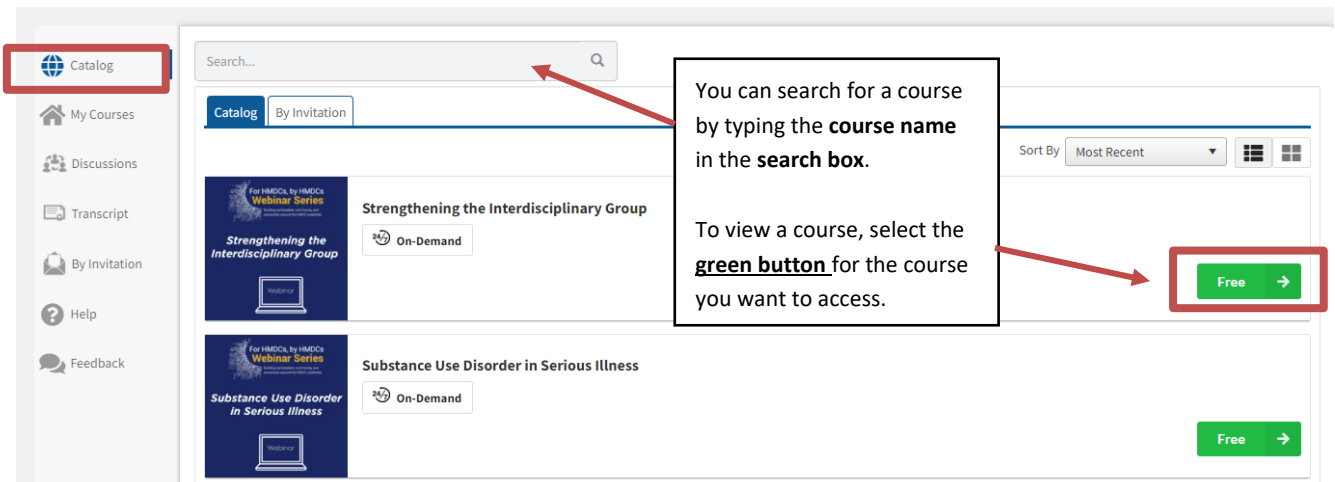 Catalog
My Courses
Discussions
Transcript
By Invitation
Help
Feedback
Search...
Catalog
By Invitation
Sort By
Most Recent
You can search for a course
by typing the course name
in the search box.
To view a course, select the
green button for the course
you want to access.
For HMDCs, by HMDCs
Webinar Series
Strengthening the
Interdisciplinary Group
Webinar
Strengthening the Interdisciplinary Group
24/7 On-Demand
Free
For HMDCs, by HMDCs
Webinar Series
Substance Use Disorder
in Serious Illness
Webinar
Substance Use Disorder in Serious Illness
24/7 On-Demand
Free